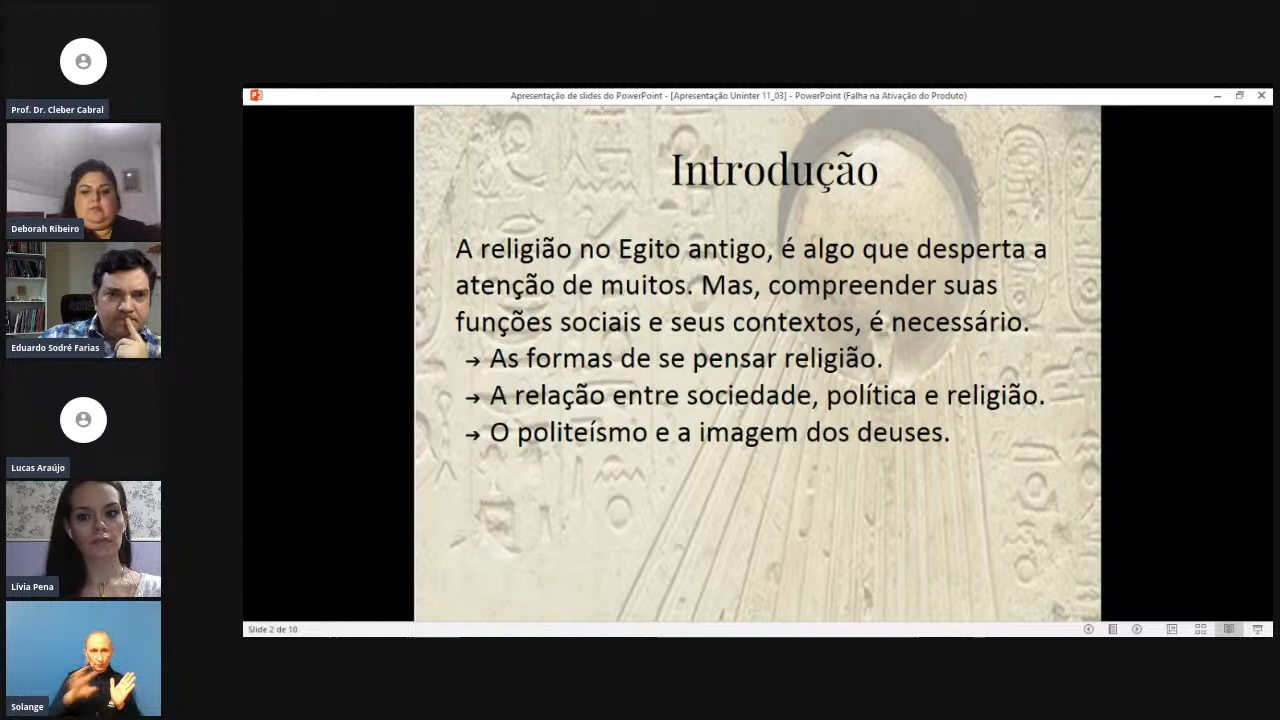 Prof. Dr. Cleber Cabral
Deborah Ribeiro
Eduardo Sodré Farias
Lucas Araújo
Lívia Pena
Solange
Apresentação de slides do PowerPoint - [Apresentação Uninter 11_03] - PowerPoint (Falha na Ativação do Produto)
Introdução
A religião no Egito antigo, é algo que desperta a
atenção de muitos. Mas, compreender suas
funções sociais e seus contextos, é necessário.
→ As formas de se pensar religião.
→ A relação entre sociedade, política e religião.
→ O politeísmo e a imagem dos deuses.
Slide 2 de 10